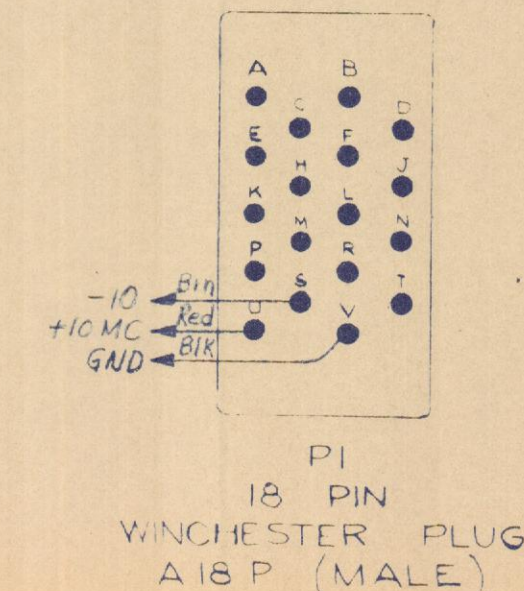 A B
C D
E F
H J
K L
M N
P R
S T
U V
-10 Brn
+10 MC Red
GND Blk
P1
18 PIN
WINCHESTER PLUG
A18P (MALE)